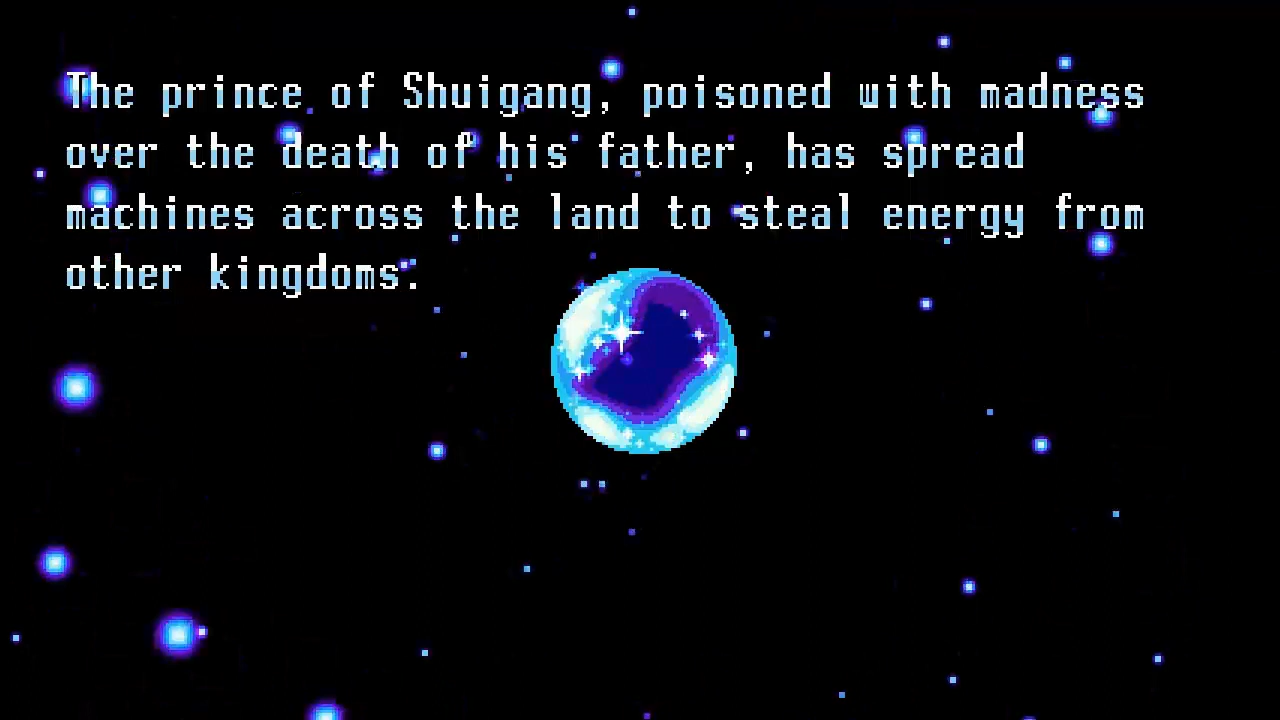 The prince of Shuigang, poisoned with madness
over the death of his father, has spread
machines across the land to steal energy from
other kingdoms.